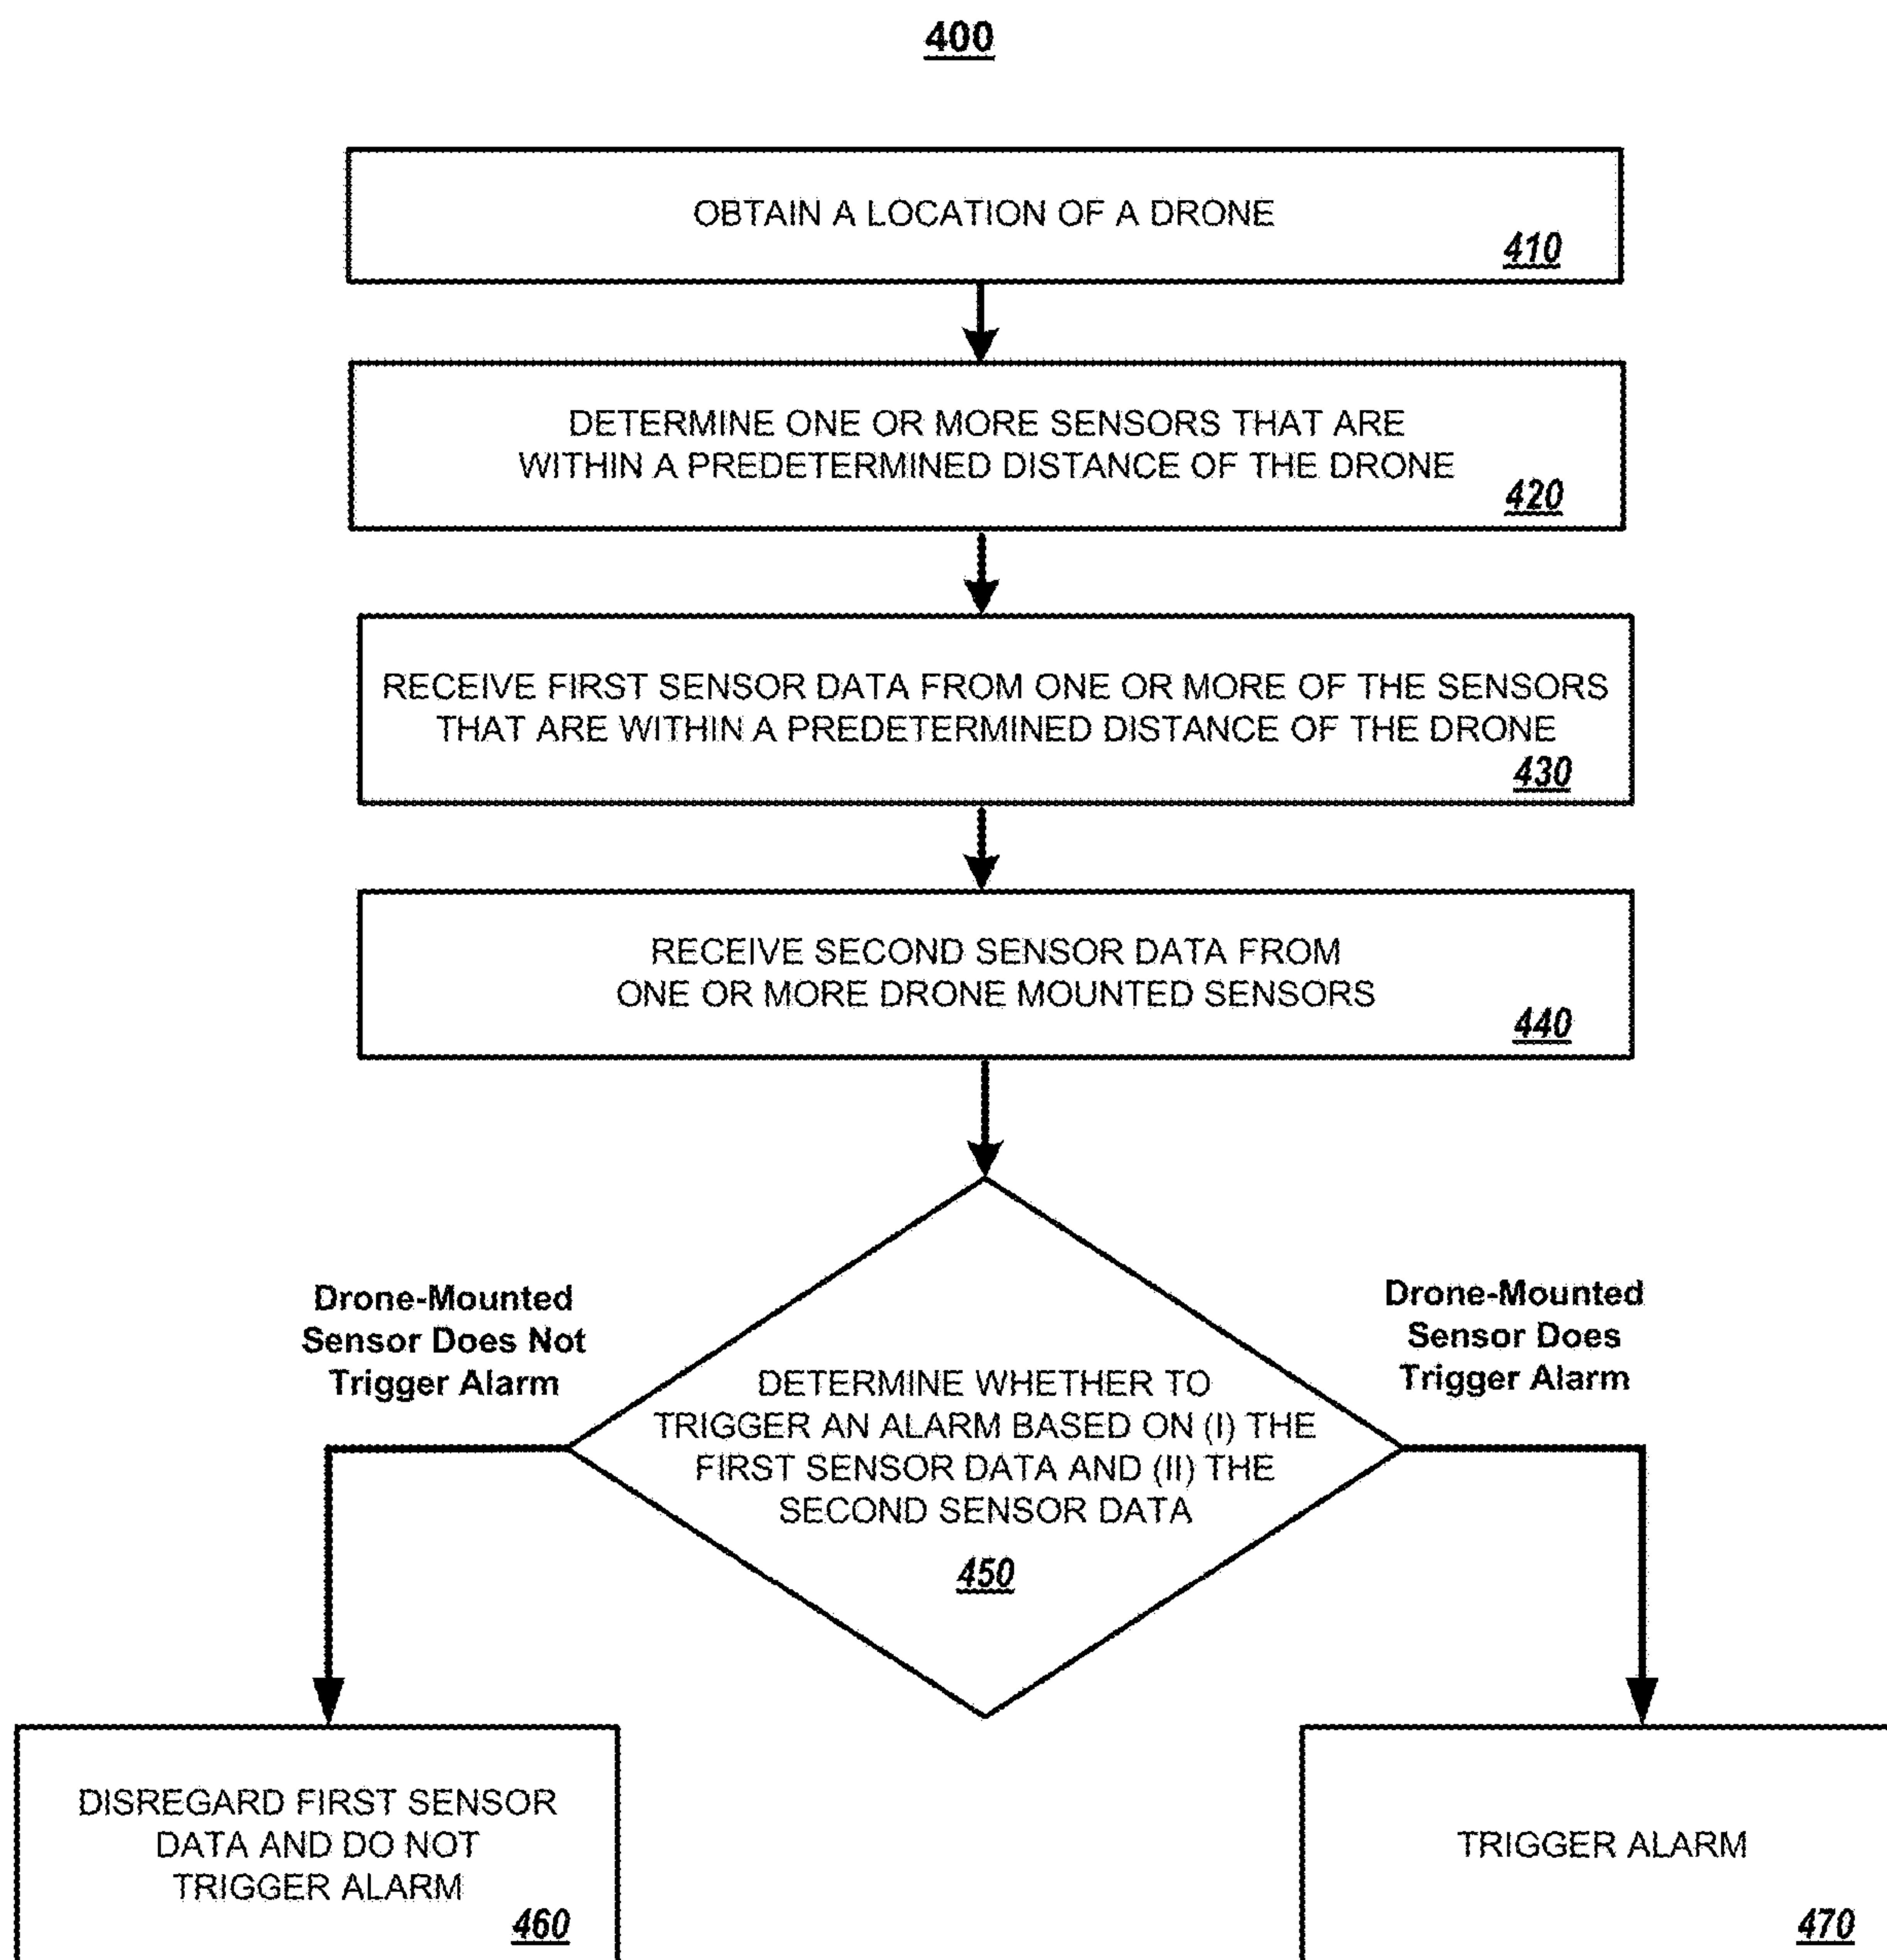 400
OBTAIN A LOCATION OF A DRONE
410
DETERMINE ONE OR MORE SENSORS THAT ARE
WITHIN A PREDETERMINED DISTANCE OF THE DRONE
420
RECEIVE FIRST SENSOR DATA FROM ONE OR MORE OF THE SENSORS
THAT ARE WITHIN A PREDETERMINED DISTANCE OF THE DRONE
430
RECEIVE SECOND SENSOR DATA FROM
ONE OR MORE DRONE MOUNTED SENSORS
440
Drone-Mounted
Sensor Does Not
Trigger Alarm
Drone-Mounted
Sensor Does
Trigger Alarm
DETERMINE WHETHER TO
TRIGGER AN ALARM BASED ON (I) THE
FIRST SENSOR DATA AND (II) THE
SECOND SENSOR DATA
450
DISREGARD FIRST SENSOR
DATA AND DO NOT
TRIGGER ALARM
460
TRIGGER ALARM
470